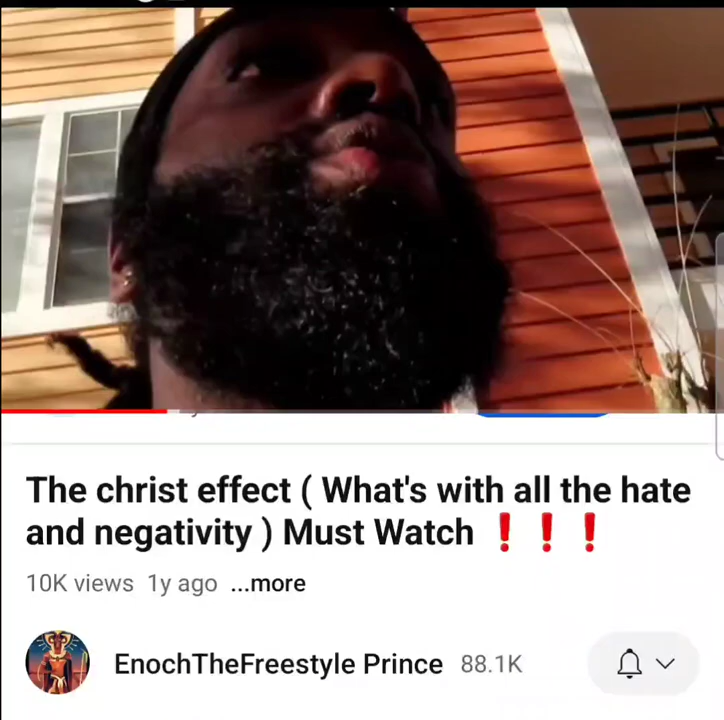 The christ effect ( What's with all the hate
and negativity ) Must Watch ❗❗❗
10K views 1y ago ...more
EnochTheFreestyle Prince 88.1K